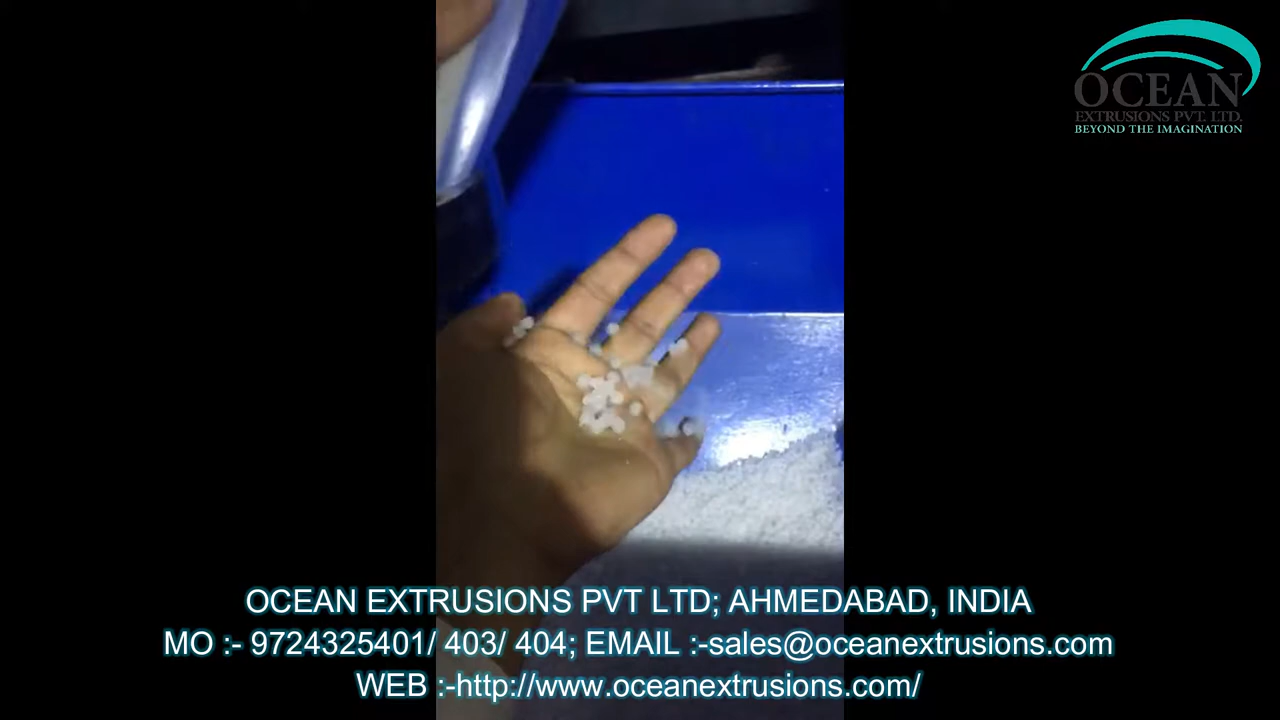 OCEAN
EXTRUSIONS PVT. LTD.
BEYOND THE IMAGINATION
OCEAN EXTRUSIONS PVT LTD; AHMEDABAD, INDIA
MO :- 9724325401/ 403/ 404; EMAIL :-sales@oceanextrusions.com
WEB :-http://www.oceanextrusions.com/